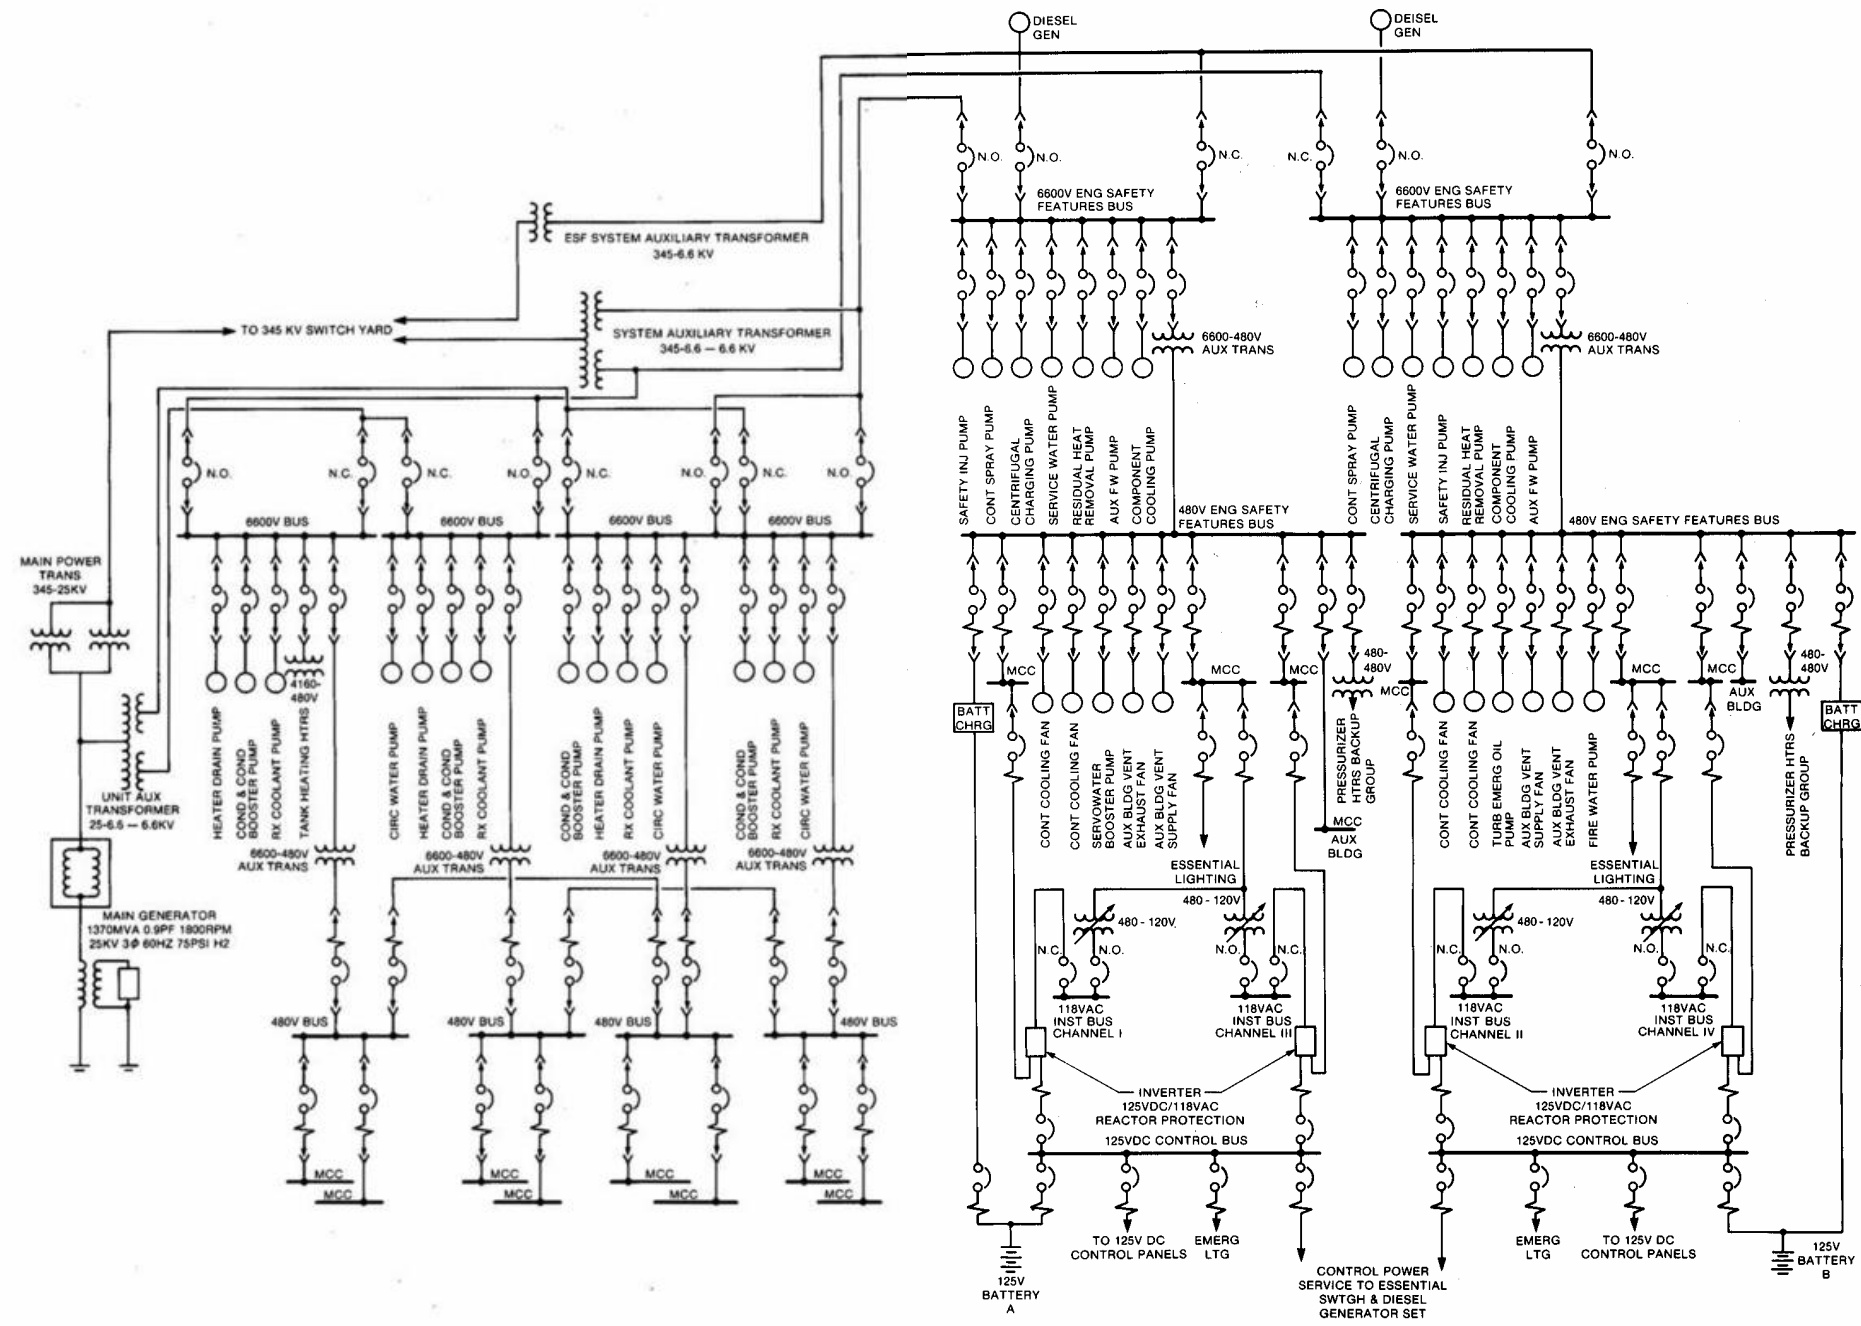 DIESEL
GEN
DEISEL
GEN
N.O.
N.O.
N.C.
N.C.
N.O.
N.O.
6600V ENG SAFETY
FEATURES BUS
6600V ENG SAFETY
FEATURES BUS
ESF SYSTEM AUXILIARY TRANSFORMER
345-6.6 KV
TO 345 KV SWITCH YARD
SYSTEM AUXILIARY TRANSFORMER
345-6.6 — 6.6 KV
6600-480V
AUX TRANS
6600-480V
AUX TRANS
SAFETY INJ PUMP
CONT SPRAY PUMP
CENTRIFUGAL
CHARGING PUMP
SERVICE WATER PUMP
RESIDUAL HEAT
REMOVAL PUMP
AUX FW PUMP
COMPONENT
COOLING PUMP
CONT SPRAY PUMP
CENTRIFUGAL
CHARGING PUMP
SERVICE WATER PUMP
SAFETY INJ PUMP
RESIDUAL HEAT
REMOVAL PUMP
COMPONENT
COOLING PUMP
AUX FW PUMP
N.O.
N.C.
N.C.
N.O.
N.C.
N.O.
N.C.
N.O.
6600V BUS
6600V BUS
6600V BUS
6600V BUS
480V ENG SAFETY
FEATURES BUS
480V ENG SAFETY FEATURES BUS
MAIN POWER
TRANS
345-25KV
4160-
480V
UNIT AUX
TRANSFORMER
25-6.6 — 6.6KV
HEATER DRAIN PUMP
COND & COND
BOOSTER PUMP
RX COOLANT PUMP
TANK HEATING HTRS
CIRC WATER PUMP
HEATER DRAIN PUMP
COND & COND
BOOSTER PUMP
RX COOLANT PUMP
COND & COND
BOOSTER PUMP
HEATER DRAIN PUMP
RX COOLANT PUMP
CIRC WATER PUMP
COND & COND
BOOSTER PUMP
RX COOLANT PUMP
CIRC WATER PUMP
6600-480V
AUX TRANS
6600-480V
AUX TRANS
6600-480V
AUX TRANS
6600-480V
AUX TRANS
MAIN GENERATOR
1370MVA 0.9PF 1800RPM
25KV 3Φ 60HZ 75PSI H2
480V BUS
480V BUS
480V BUS
480V BUS
MCC
MCC
MCC
MCC
MCC
MCC
MCC
MCC
MCC
MCC
MCC
480-
480V
MCC
MCC
MCC
AUX
BLDG
480-
480V
BATT
CHRG
BATT
CHRG
CONT COOLING FAN
CONT COOLING FAN
SERVOWATER
BOOSTER PUMP
AUX BLDG VENT
EXHAUST FAN
AUX BLDG VENT
SUPPLY FAN
PRESSURIZER
HTRS BACKUP
GROUP
MCC
AUX
BLDG
CONT COOLING FAN
CONT COOLING FAN
TURB EMERG OIL
PUMP
AUX BLDG VENT
SUPPLY FAN
AUX BLDG VENT
EXHAUST FAN
FIRE WATER PUMP
PRESSURIZER HTRS
BACKUP GROUP
ESSENTIAL
LIGHTING
ESSENTIAL
LIGHTING
480 - 120V
480 - 120V
480 - 120V
480 - 120V
N.C.
N.O.
N.O.
N.C.
N.C.
N.O.
N.O.
N.C.
118VAC
INST BUS
CHANNEL I
118VAC
INST BUS
CHANNEL III
118VAC
INST BUS
CHANNEL II
118VAC
INST BUS
CHANNEL IV
INVERTER
125VDC/118VAC
REACTOR PROTECTION
125VDC CONTROL BUS
INVERTER
125VDC/118VAC
REACTOR PROTECTION
125VDC CONTROL BUS
TO 125V DC
CONTROL PANELS
EMERG
LTG
EMERG
LTG
TO 125V DC
CONTROL PANELS
125V
BATTERY
A
CONTROL POWER
SERVICE TO ESSENTIAL
SWTGH & DIESEL
GENERATOR SET
125V
BATTERY
B